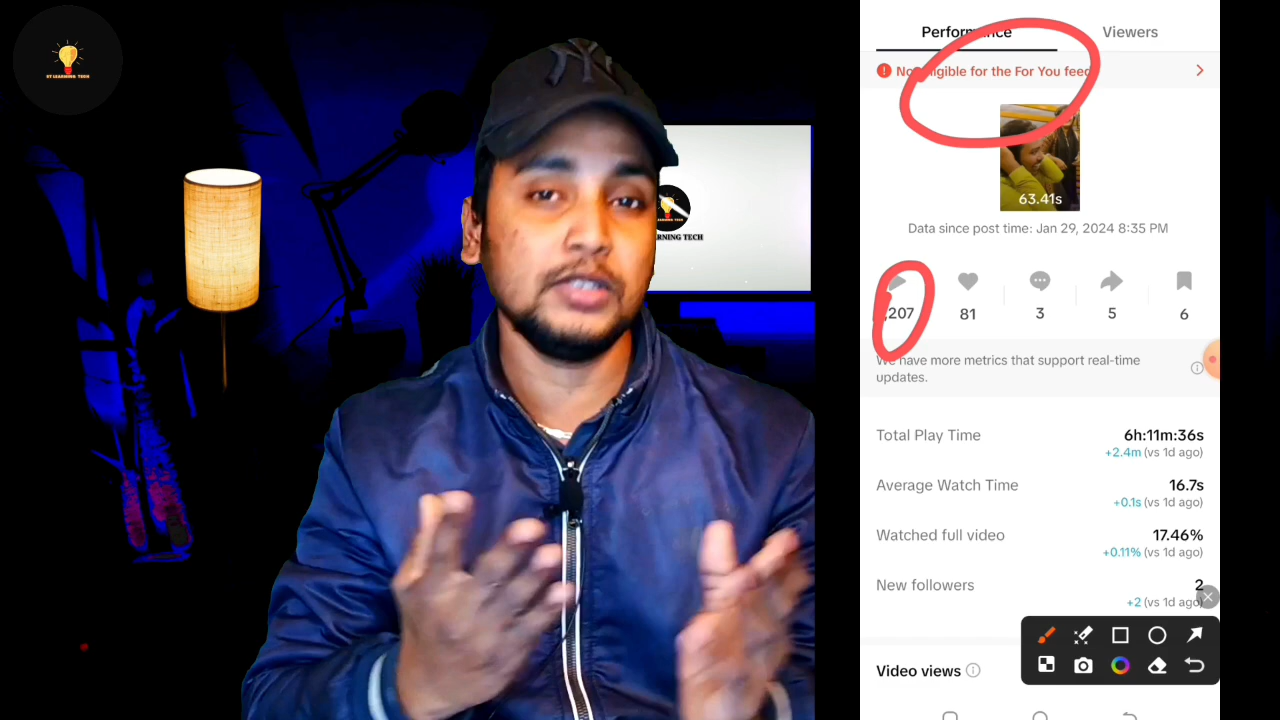 ST LEARNING TECH
Performance
Viewers
Not eligible for the For You feed
63.41s
LEARNING TECH
Data since post time: Jan 29, 2024 8:35 PM
,207
81
3
5
6
We have more metrics that support real-time
updates.
Total Play Time
6h:11m:36s
+2.4m (vs 1d ago)
Average Watch Time
16.7s
+0.1s (vs 1d ago)
Watched full video
17.46%
+0.11% (vs 1d ago)
New followers
2
+2 (vs 1d ago)
Video views